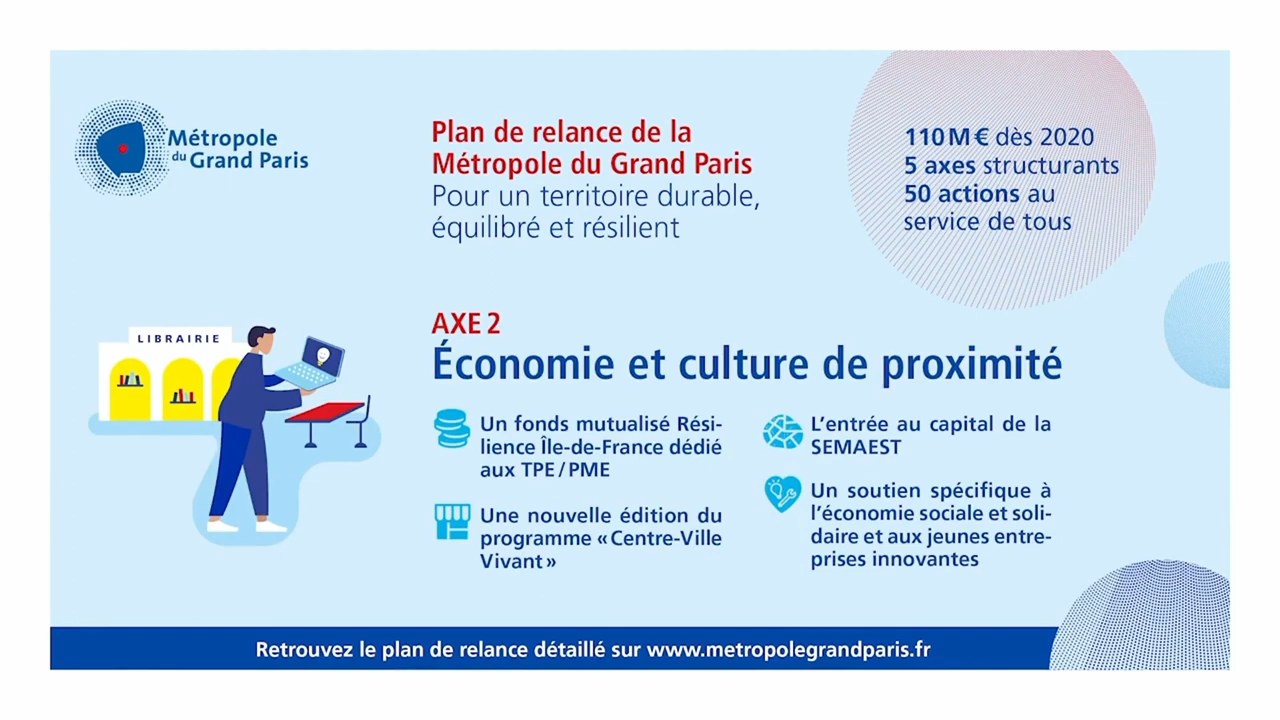 Métropole
du Grand Paris
Plan de relance de la
Métropole du Grand Paris
Pour un territoire durable,
équilibré et résilient
110 M € dès 2020
5 axes structurants
50 actions au
service de tous
LIBRAIRIE
AXE 2
Économie et culture de proximité
Un fonds mutualisé Rési-
lience Île-de-France dédié
aux TPE / PME
Une nouvelle édition du
programme « Centre-Ville
Vivant »
L’entrée au capital de la
SEMAEST
Un soutien spécifique à
l’économie sociale et soli-
daire et aux jeunes entre-
prises innovantes
Retrouvez le plan de relance détaillé sur www.metropolegrandparis.fr